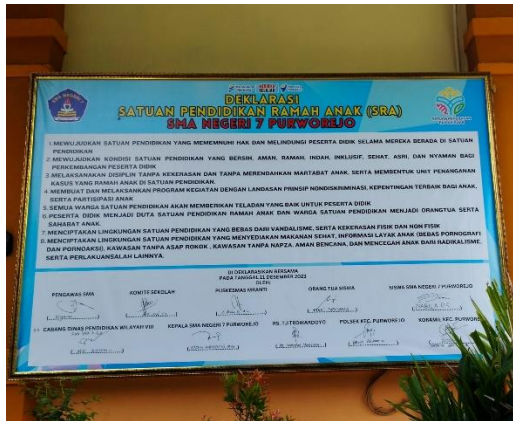 DEKLARASI
SATUAN PENDIDIKAN RAMAH ANAK (SRA)
SMA NEGERI 7 PURWOREJO
1. MEWUJUDKAN SATUAN PENDIDIKAN YANG MEMENUHI HAK DAN MELINDUNGI PESERTA DIDIK SELAMA MEREKA BERADA DI SATUAN
PENDIDIKAN
2. MEWUJUDKAN KONDISI SATUAN PENDIDIKAN YANG BERSIH, AMAN, RAMAH, INDAH, INKLUSIF, SEHAT, ASRI, DAN NYAMAN BAGI
PERKEMBANGAN PESERTA DIDIK
3. MELAKSANAKAN DISIPLIN TANPA KEKERASAN DAN TANPA MERENDAHKAN MARTABAT ANAK, SERTA MEMBENTUK UNIT PENANGANAN
KASUS YANG RAMAH ANAK DI SATUAN PENDIDIKAN.
4. MEMBUAT DAN MELAKSANAKAN PROGRAM KEGIATAN DENGAN LANDASAN PRINSIP NONDISKRIMINASI, KEPENTINGAN TERBAIK BAGI ANAK,
SERTA PARTISIPASI ANAK
5. SEMUA WARGA SATUAN PENDIDIKAN AKAN MEMBERIKAN TELADAN YANG BAIK UNTUK PESERTA DIDIK
6. PESERTA DIDIK MENJADI DUTA SATUAN PENDIDIKAN RAMAH ANAK DAN WARGA SATUAN PENDIDIKAN MENJADI ORANGTUA SERTA
SAHABAT ANAK.
7. MENCIPTAKAN LINGKUNGAN SATUAN PENDIDIKAN YANG BEBAS DARI VANDALISME, SERTA KEKERASAN FISIK DAN NON FISIK
8. MENCIPTAKAN LINGKUNGAN SATUAN PENDIDIKAN YANG MENYEDIAKAN MAKANAN SEHAT, INFORMASI LAYAK ANAK (BEBAS PORNOGRAFI
DAN PORNOAKSI), KAWASAN TANPA ASAP ROKOK, KAWASAN TANPA NAPZA, AMAN BENCANA, DAN MENCEGAH ANAK DARI RADIKALISME,
SERTA PERLAKUAN SALAH LAINNYA.
DI DEKLARASIKAN BERSAMA
PADA TANGGAL 21 DESEMBER 2023
OLEH
PENGAWAS SMA KOMITE SEKOLAH PUSKESMAS MRANTI ORANG TUA SISWA SISWA SMA NEGERI 7 PURWOREJO
CABANG DINAS PENDIDIKAN WILAYAH VIII KEPALA SMA NEGERI 7 PURWOREJO RS. TJITROWARDOYO POLSEK KEC. PURWOREJO KORAMIL KEC. PURWOREJO